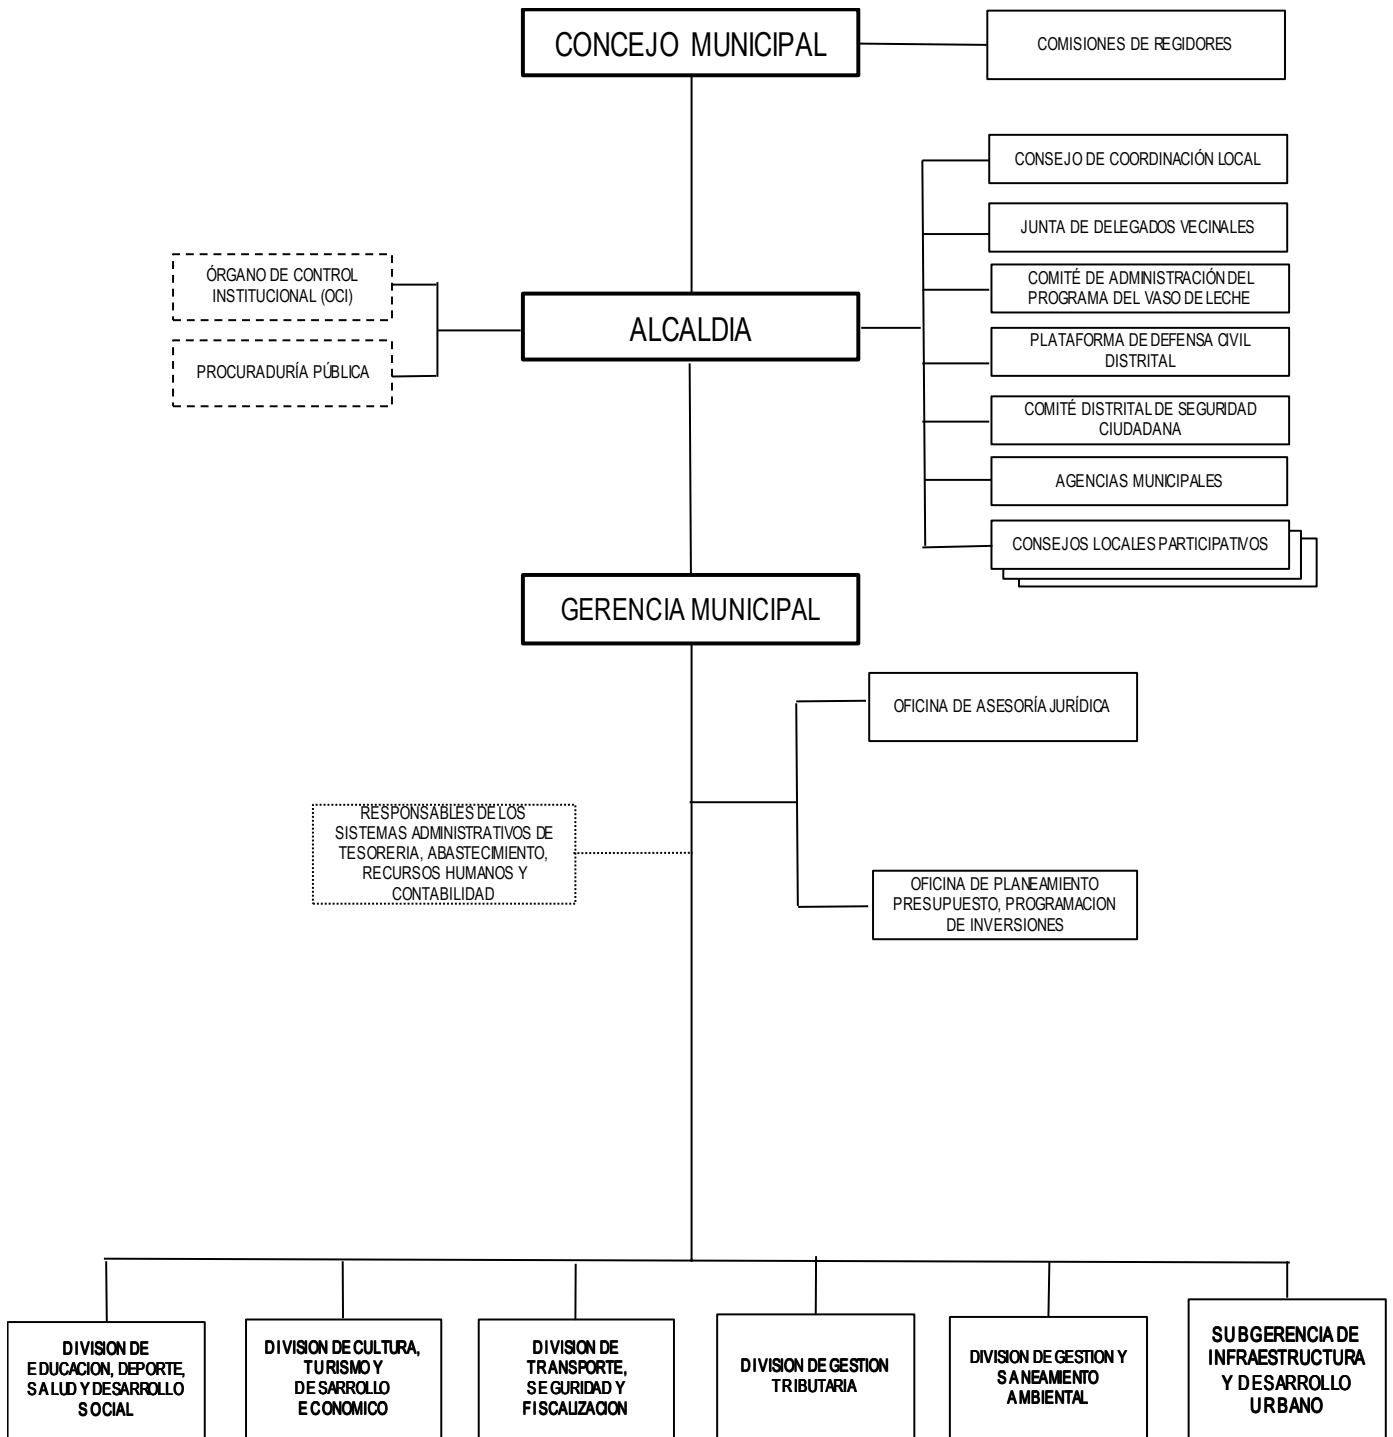 CONCEJO MUNICIPAL
COMISIONES DE REGIDORES
CONSEJO DE COORDINACIÓN LOCAL
JUNTA DE DELEGADOS VECINALES
ÓRGANO DE CONTROL
INSTITUCIONAL (OCI)
COMITÉ DE ADMINISTRACIÓN DEL
PROGRAMA DEL VASO DE LECHE
ALCALDIA
PLATAFORMA DE DEFENSA CIVIL
DISTRITAL
PROCURADURÍA PÚBLICA
COMITÉ DISTRITAL DE SEGURIDAD
CIUDADANA
AGENCIAS MUNICIPALES
CONSEJOS LOCALES PARTICIPATIVOS
GERENCIA MUNICIPAL
OFICINA DE ASESORÍA JURÍDICA
RESPONSABLES DE LOS
SISTEMAS ADMINISTRATIVOS DE
TESORERIA, ABASTECIMIENTO,
RECURSOS HUMANOS Y
CONTABILIDAD
OFICINA DE PLANEAMIENTO
PRESUPUESTO, PROGRAMACION
DE INVERSIONES
DIVISION DE
EDUCACION, DEPORTE,
SALUD Y DESARROLLO
SOCIAL
DIVISION DE CULTURA,
TURISMO Y
DESARROLLO
ECONOMICO
DIVISION DE
TRANSPORTE,
SEGURIDAD Y
FISCALIZACION
DIVISION DE GESTION
TRIBUTARIA
DIVISION DE GESTION Y
SANEAMIENTO
AMBIENTAL
SUBGERENCIA DE
INFRAESTRUCTURA
Y DESARROLLO
URBANO